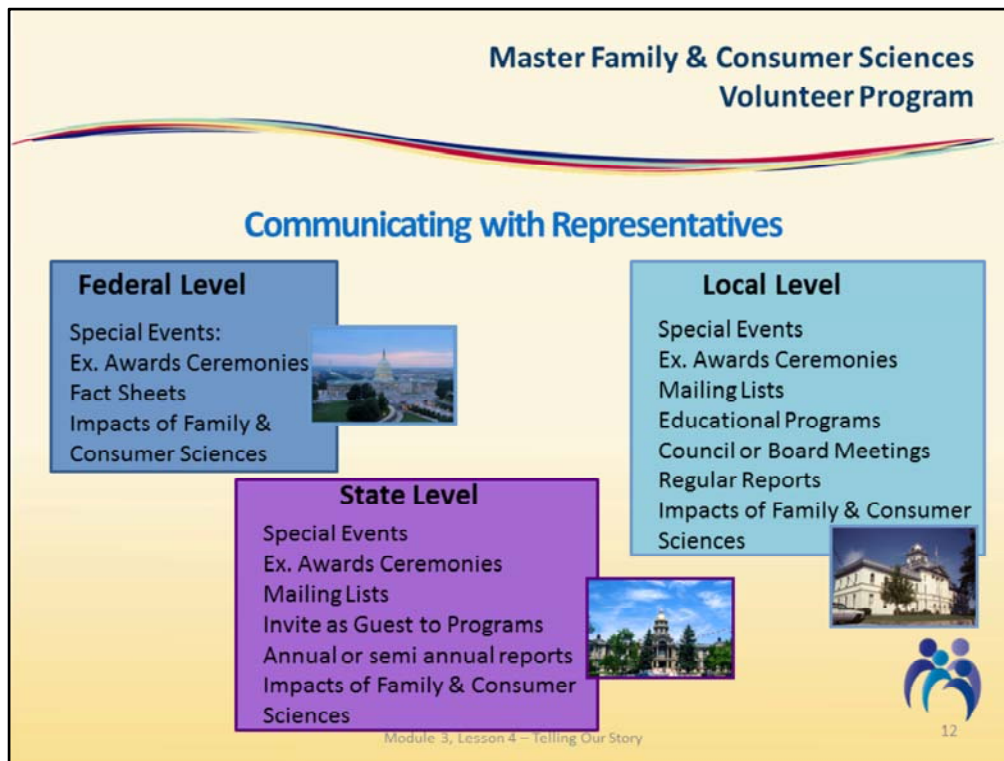 Master Family & Consumer Sciences
Volunteer Program
Communicating with Representatives
Federal Level
Special Events:
Ex. Awards Ceremonies
Fact Sheets
Impacts of Family &
Consumer Sciences
State Level
Special Events
Ex. Awards Ceremonies
Mailing Lists
Invite as Guest to Programs
Annual or semi annual reports
Impacts of Family & Consumer
Sciences
Local Level
Special Events
Ex. Awards Ceremonies
Mailing Lists
Educational Programs
Council or Board Meetings
Regular Reports
Impacts of Family & Consumer
Sciences
Module 3, Lesson 4 – Telling Our Story
12